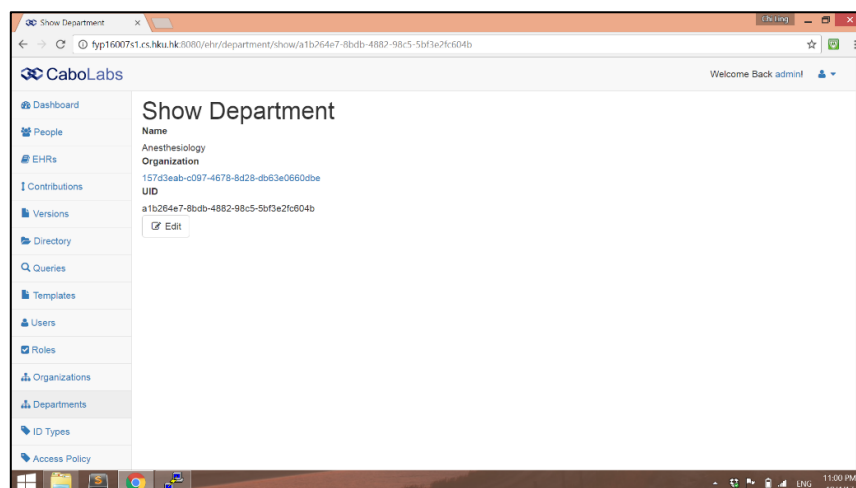 Show Department
Chi ting
fyp16007s1.cs.hku.hk:8080/ehr/department/show/a1b264e7-8bdb-4882-98c5-5bf3e2fc604b
CaboLabs
Welcome Back admin!
Dashboard
People
EHRs
Contributions
Versions
Directory
Queries
Templates
Users
Roles
Organizations
Departments
ID Types
Access Policy
Show Department
Name
Anesthesiology
Organization
157d3eab-c097-4678-8d28-db63e0660dbe
UID
a1b264e7-8bdb-4882-98c5-5bf3e2fc604b
Edit
ENG
11:00 PM